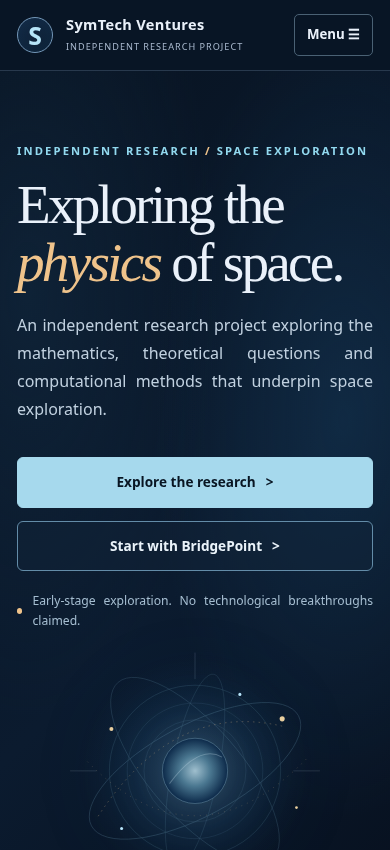 S
SymTech Ventures
INDEPENDENT RESEARCH PROJECT
Menu ☰
INDEPENDENT RESEARCH / SPACE EXPLORATION
Exploring the
physics of space.
An independent research project exploring the
mathematics, theoretical questions and
computational methods that underpin space
exploration.
Explore the research >
Start with BridgePoint >
Early-stage exploration. No technological breakthroughs
claimed.